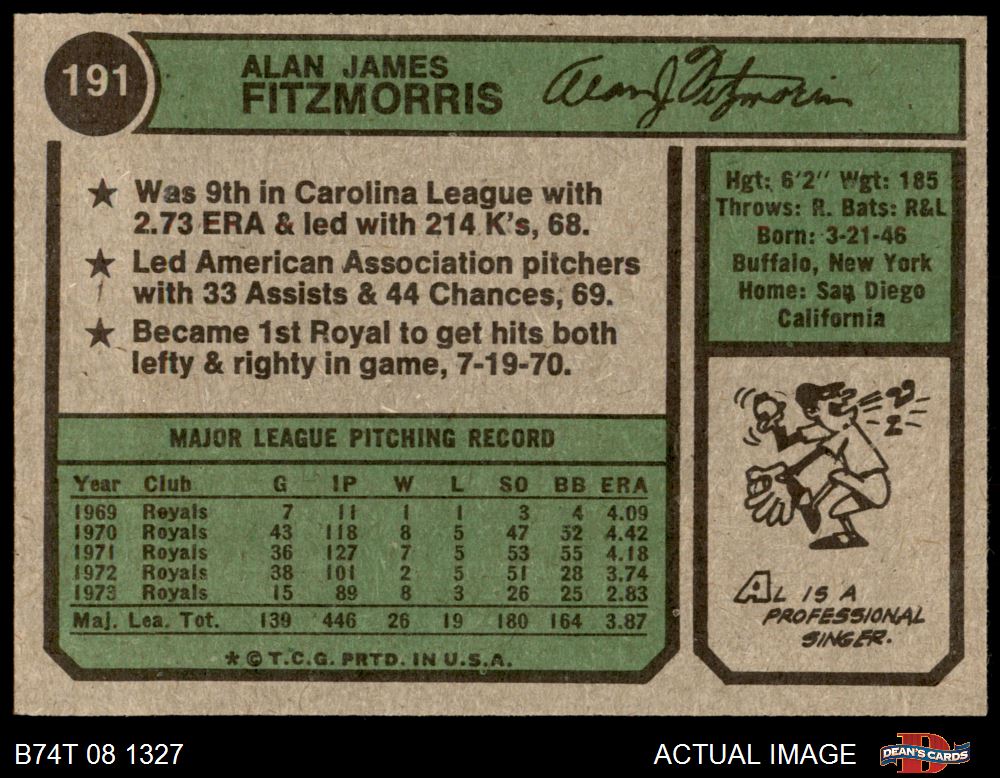 191
ALAN JAMES
FITZMORRIS
Alan J. Fitzmorris
★ Was 9th in Carolina League with
2.73 ERA & led with 214 K's, 68.
★ Led American Association pitchers
with 33 Assists & 44 Chances, 69.
★ Became 1st Royal to get hits both
lefty & righty in game, 7-19-70.
Hgt: 6'2" Wgt: 185
Throws: R. Bats: R&L
Born: 3-21-46
Buffalo, New York
Home: San Diego
California
MAJOR LEAGUE PITCHING RECORD
Year Club G IP W L SO BB ERA
1969 Royals 7 11 1 1 3 4 4.09
1970 Royals 43 118 8 5 47 52 4.42
1971 Royals 36 127 7 5 53 55 4.18
1972 Royals 38 101 2 5 51 28 3.74
1973 Royals 15 89 8 3 26 25 2.83
Maj. Lea. Tot. 139 446 26 19 180 164 3.87
* © T.C.G. PRTD. IN U.S.A.
AL IS A
PROFESSIONAL
SINGER.
B74T 08 1327
ACTUAL IMAGE
D
DEAN'S CARDS